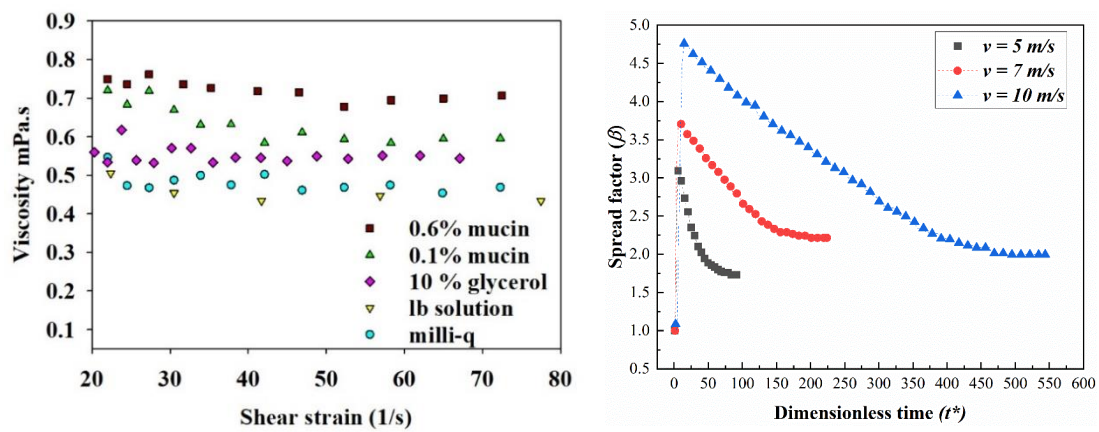 0.9
0.8
0.7
0.6
0.5
0.4
0.3
0.2
0.1
Viscosity mPa.s
0.6% mucin
0.1% mucin
10 % glycerol
lb solution
milli-q
20 30 40 50 60 70 80
Shear strain (1/s)
5.0
4.5
4.0
3.5
3.0
2.5
2.0
1.5
1.0
0.5
Spread factor (β)
v = 5 m/s
v = 7 m/s
v = 10 m/s
0 50 100 150 200 250 300 350 400 450 500 550 600
Dimensionless time (t*)